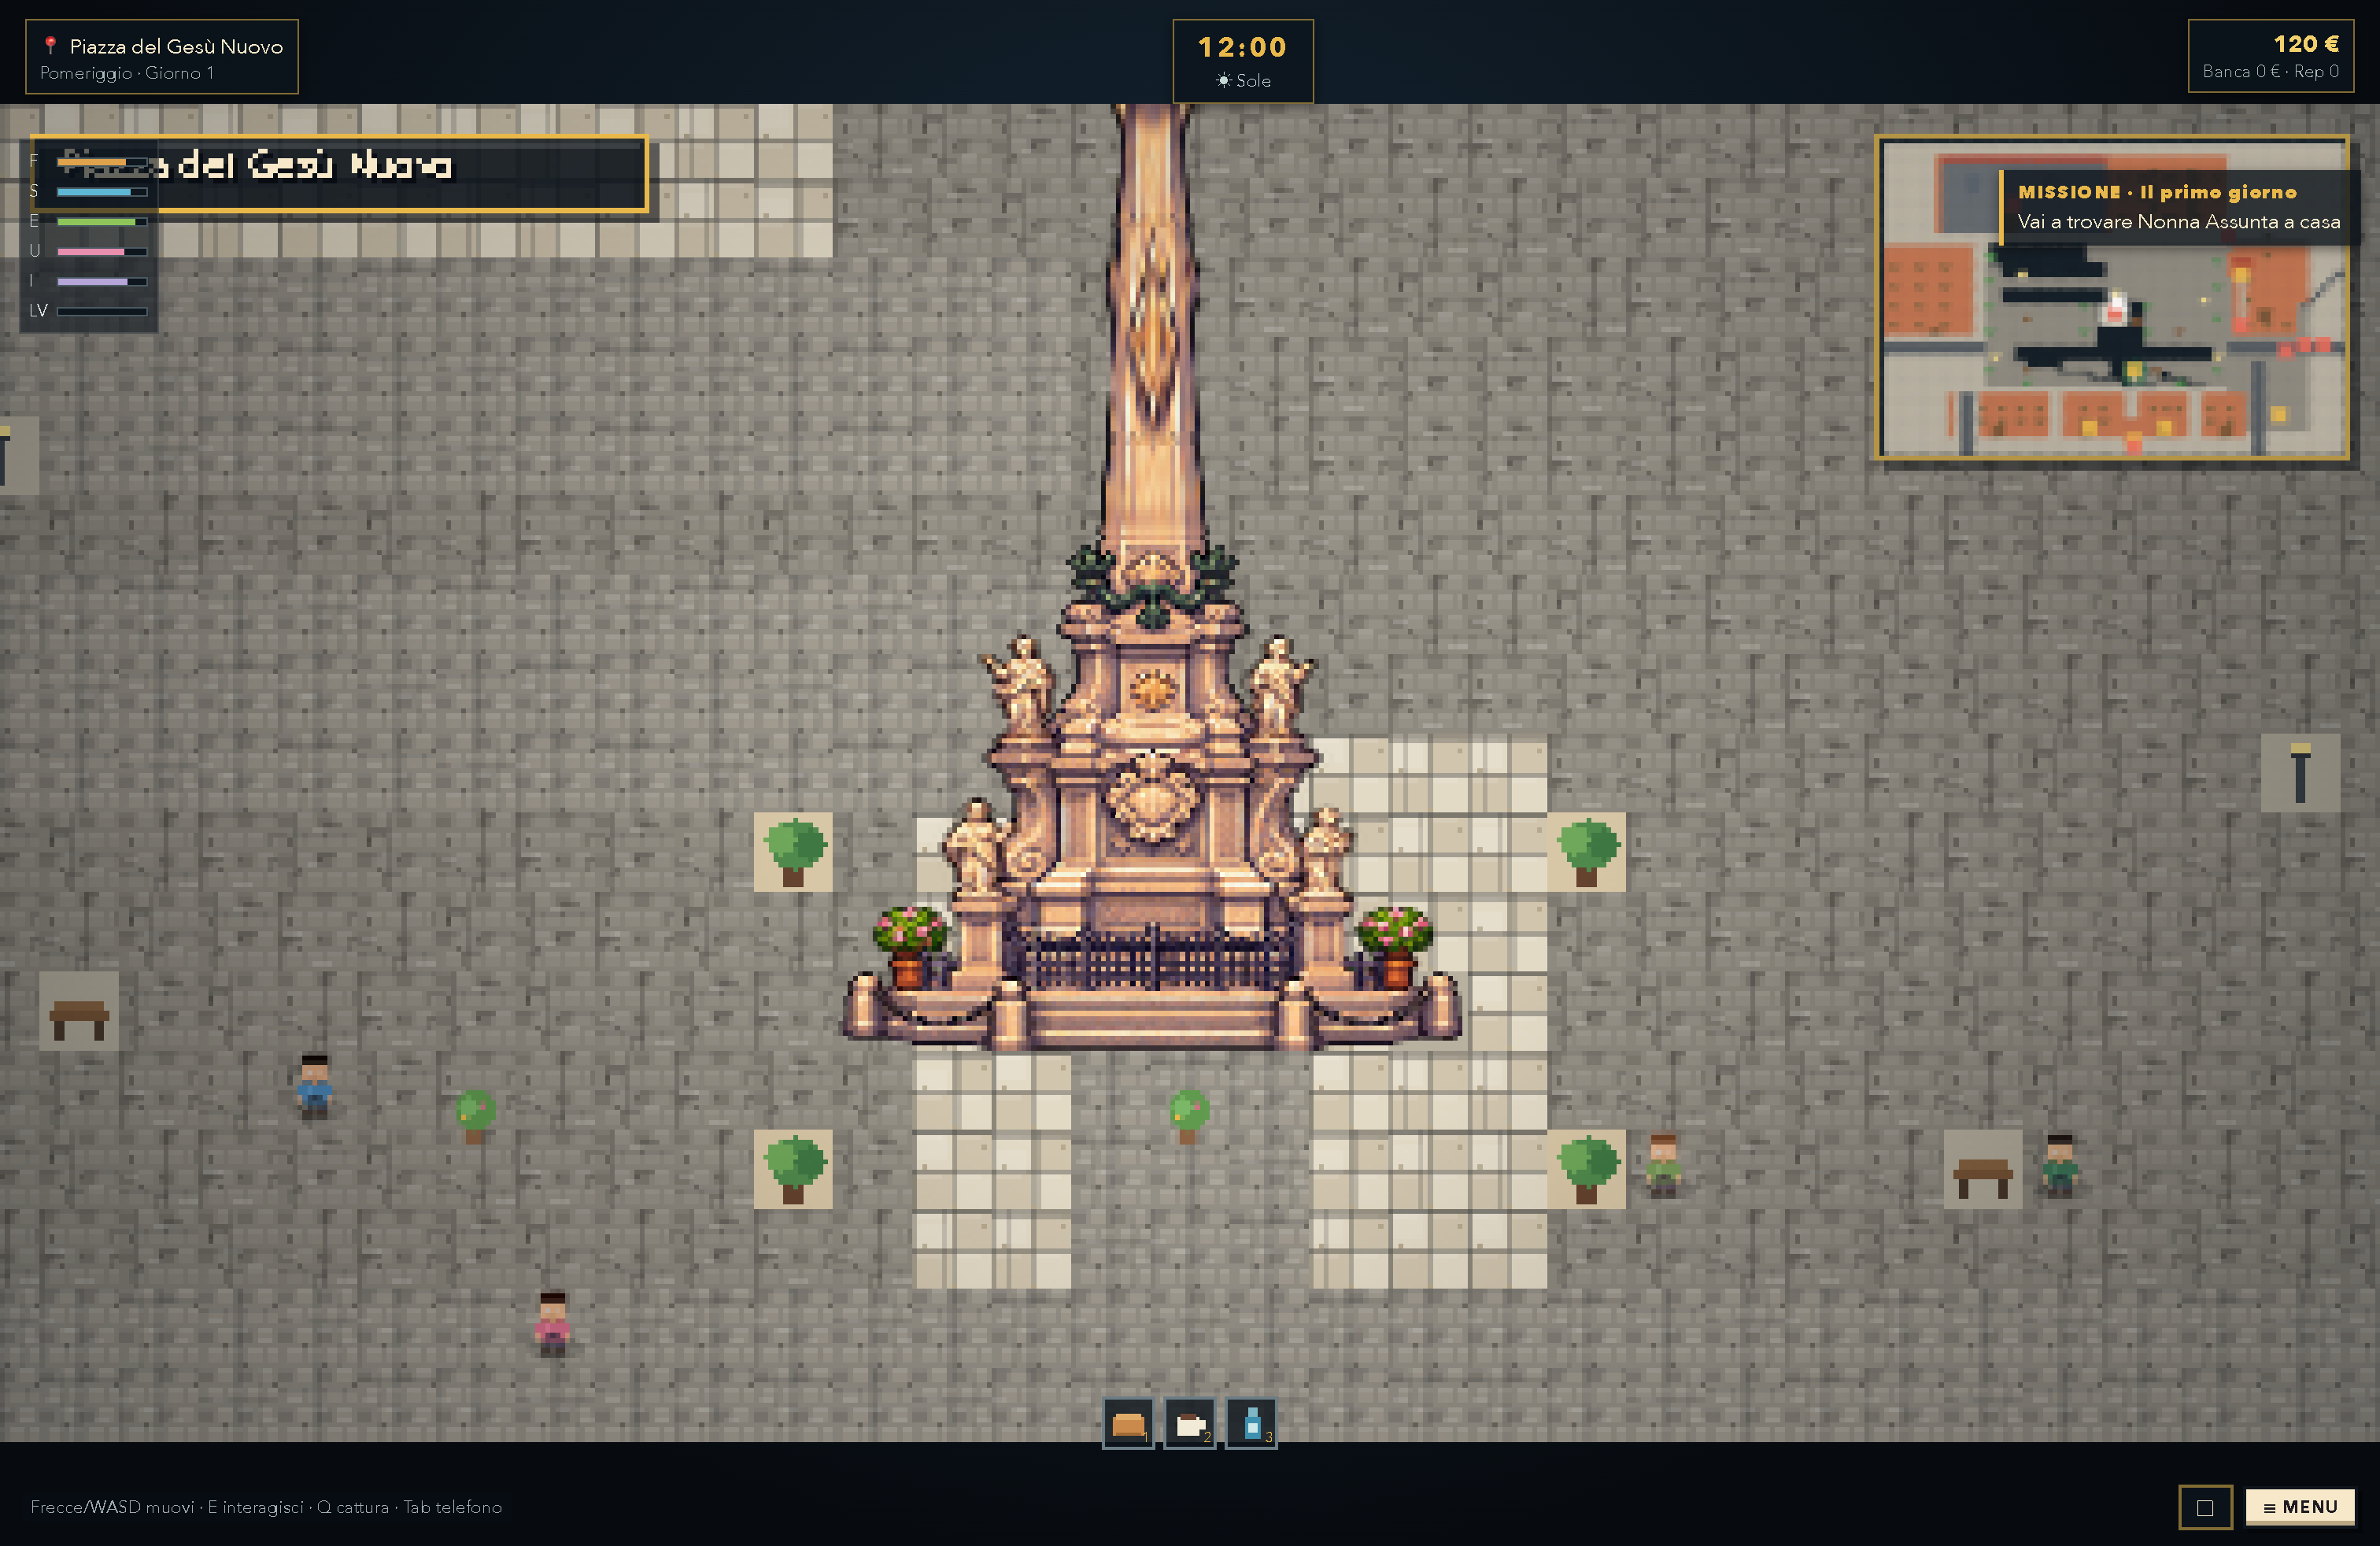 📍 Piazza del Gesù Nuovo
Pomeriggio · Giorno 1
12:00
☀ Sole
120 €
Banca 0 € · Rep 0
del Gesù Nuovo
F
S
E
U
I
LV
MISSIONE · Il primo giorno
Vai a trovare Nonna Assunta a casa
1
2
3
Frecce/WASD muovi · E interagisci · Q cattura · Tab telefono
≡ MENU